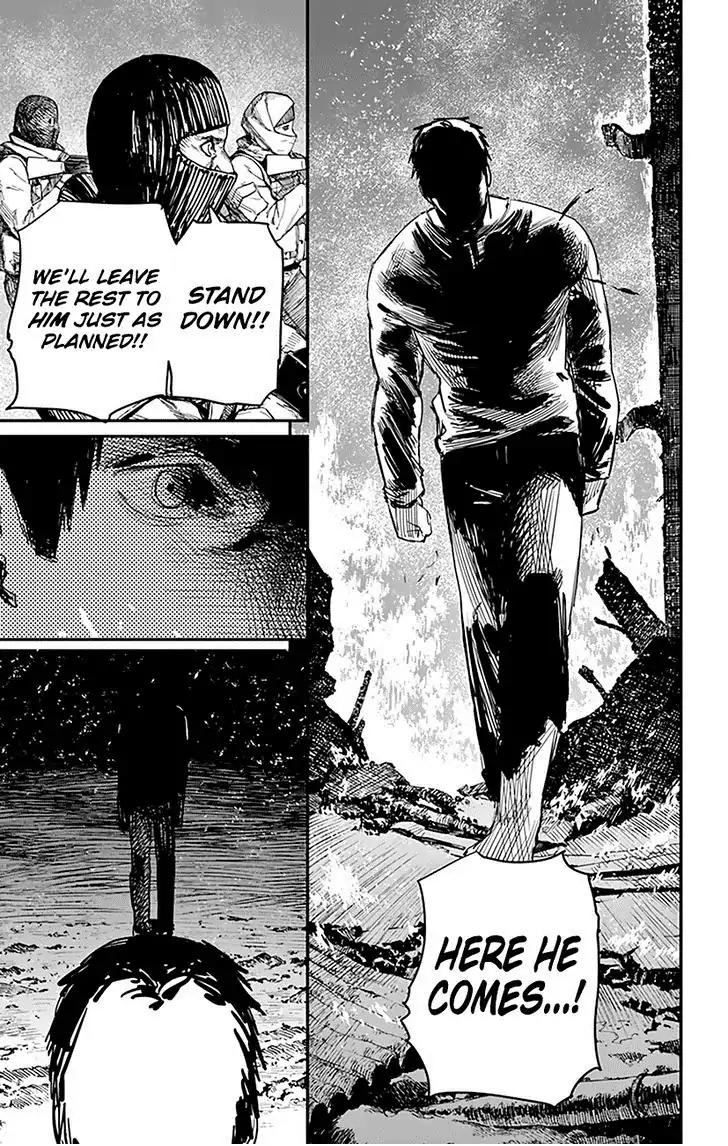 HERE HE
COMES...!
STAND
DOWN!!
WE'LL LEAVE
THE REST TO
HIM JUST AS
PLANNED!!